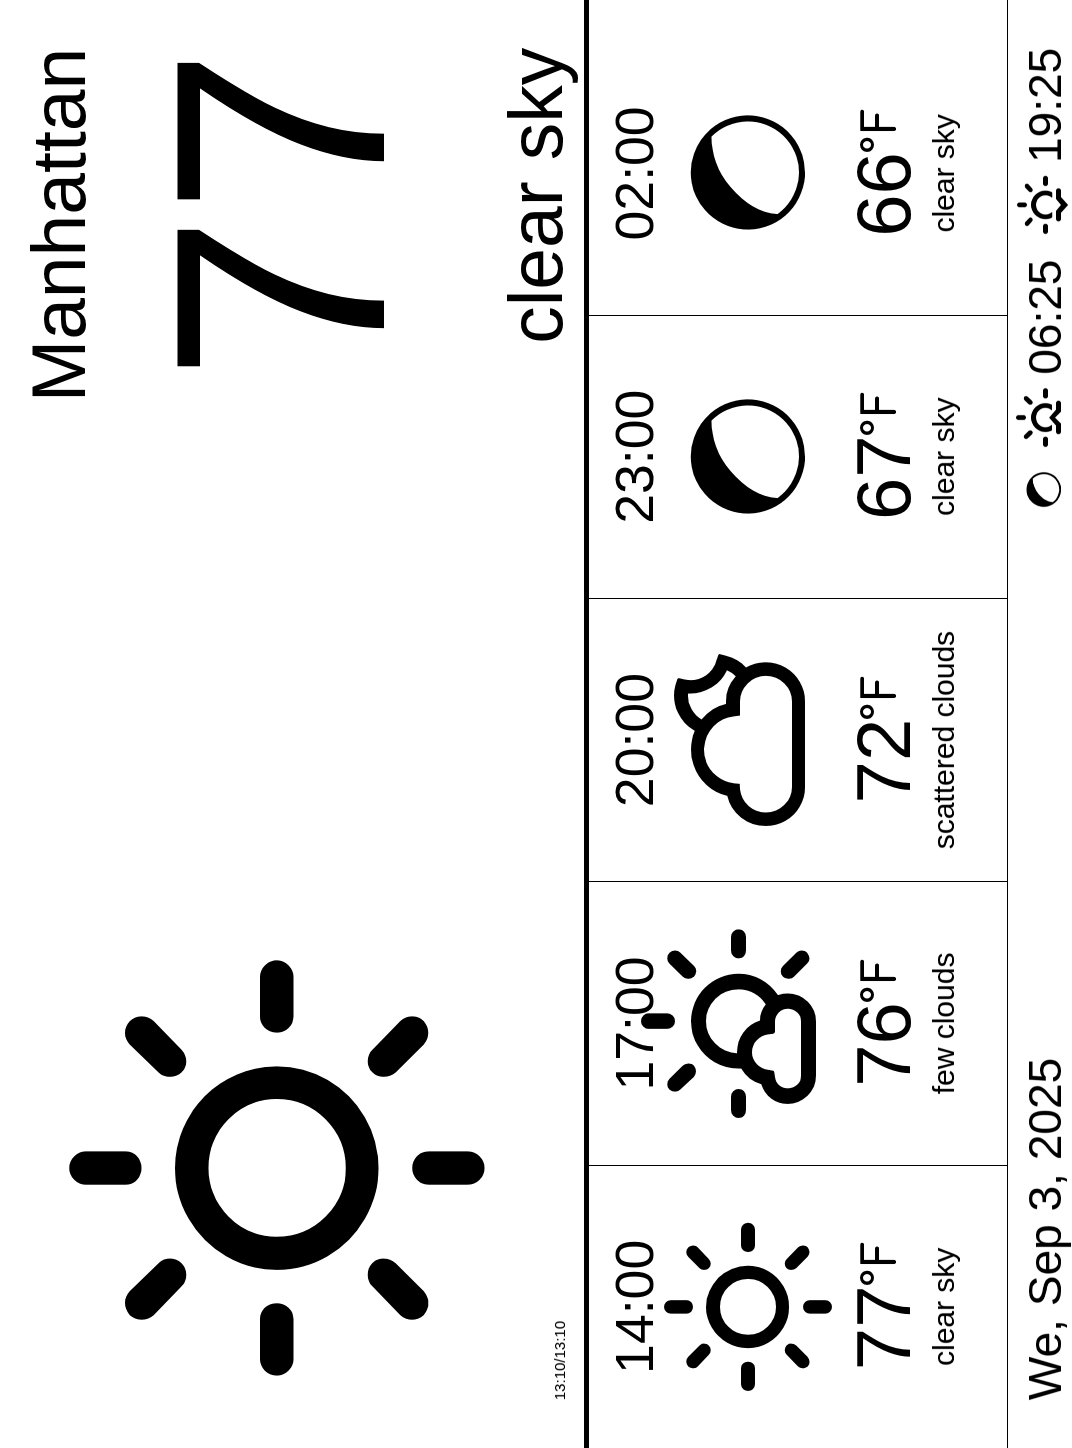 Manhattan
77
clear sky
13:10/13:10
14:00
77°F
clear sky
17:00
76°F
few clouds
20:00
72°F
scattered clouds
23:00
67°F
clear sky
02:00
66°F
clear sky
We, Sep 3, 2025
06:25
19:25